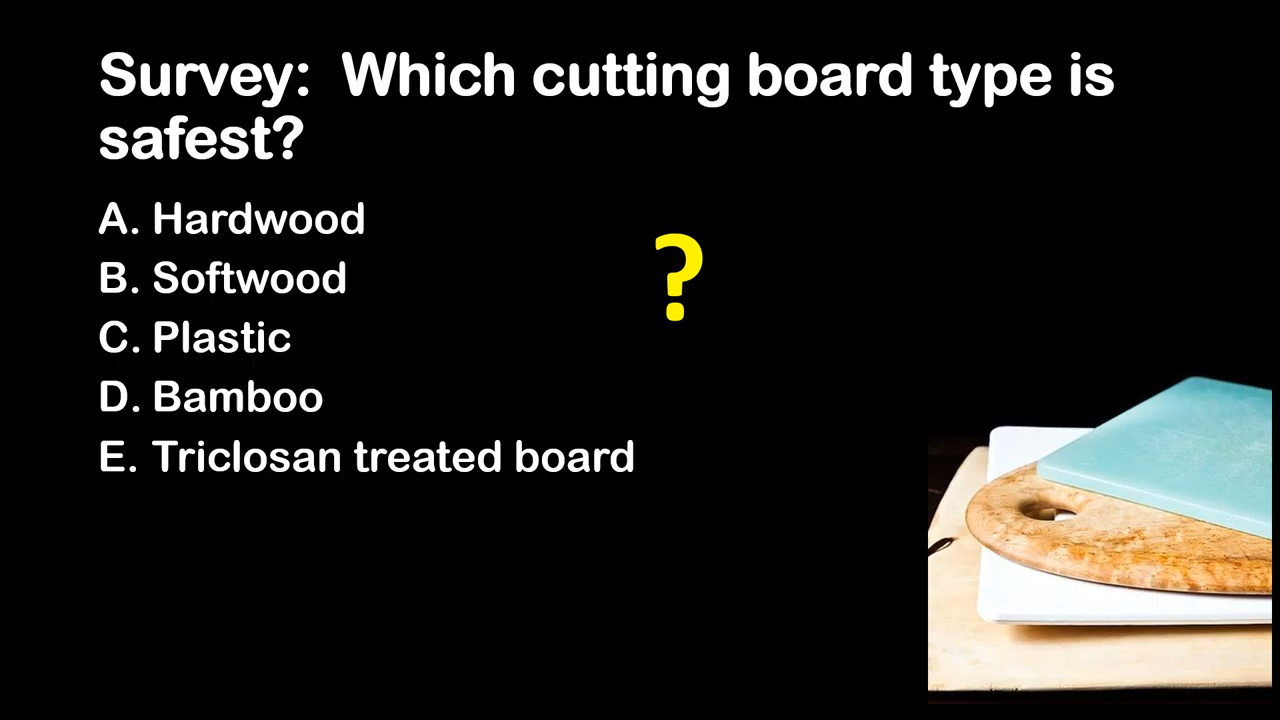 Survey:  Which cutting board type is
safest?
A. Hardwood
B. Softwood
C. Plastic
D. Bamboo
E. Triclosan treated board
?